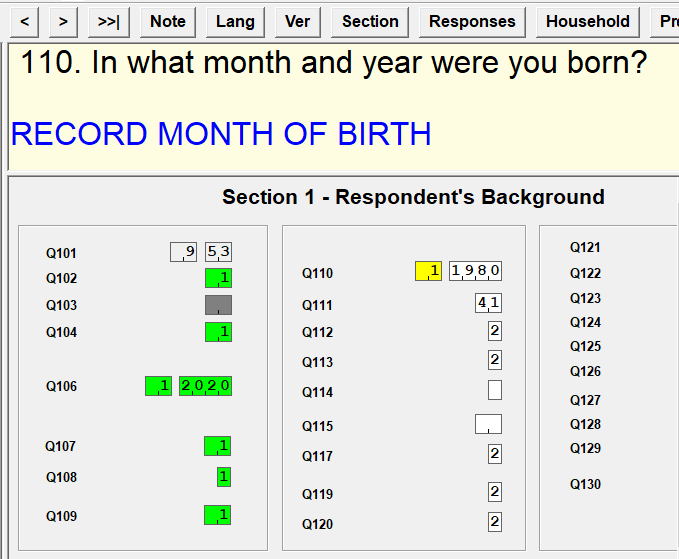 < > >>| Note Lang Ver Section Responses Household Pr
110. In what month and year were you born?
RECORD MONTH OF BIRTH
Section 1 - Respondent's Background
Q101 9 53
Q102 1
Q103
Q104 1
Q106 1 2020
Q107 1
Q108 1
Q109 1
Q110 1 1980
Q111 41
Q112 2
Q113 2
Q114
Q115
Q117 2
Q119 2
Q120 2
Q121
Q122
Q123
Q124
Q125
Q126
Q127
Q128
Q129
Q130